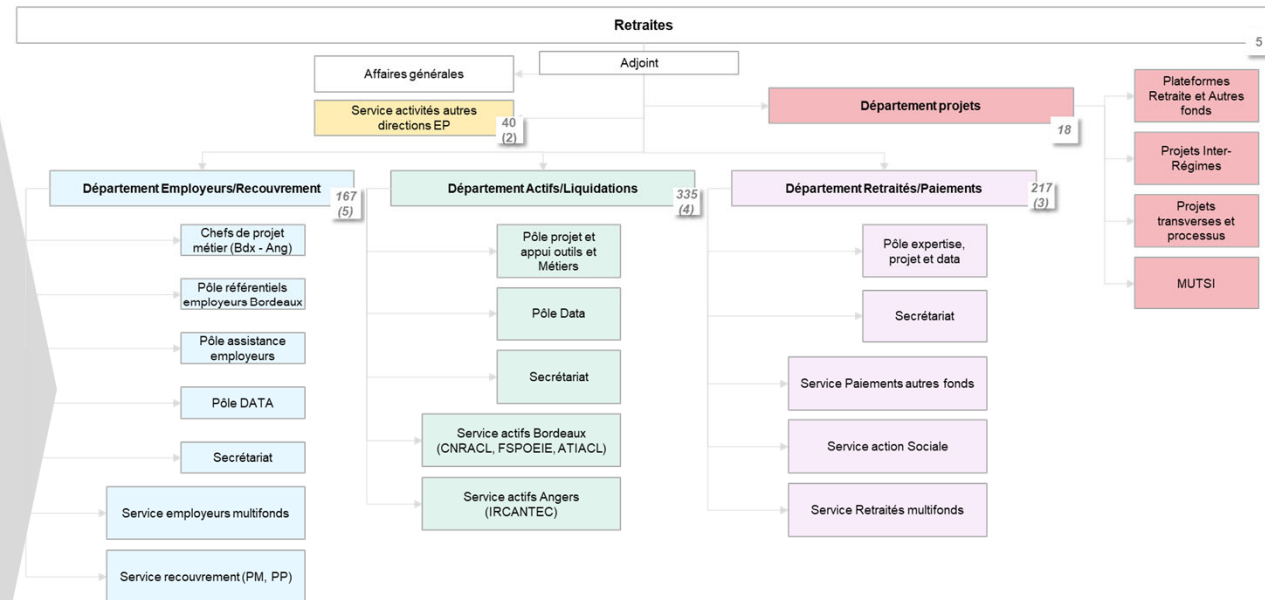 Retraites
5
Adjoint
Affaires générales
Service activités autres
directions EP
40
(2)
Département projets
18
Plateformes
Retraite et Autres
fonds
Projets Inter-
Régimes
Projets
transverses et
processus
MUTSI
Département Employeurs/Recouvrement
167
(5)
Chefs de projet
métier (Bdx - Ang)
Pôle référentiels
employeurs Bordeaux
Pôle assistance
employeurs
Pôle DATA
Secrétariat
Service employeurs multifonds
Service recouvrement (PM, PP)
Département Actifs/Liquidations
335
(4)
Pôle projet et
appui outils et
Métiers
Pôle Data
Secrétariat
Service actifs Bordeaux
(CNRACL, FSPOEIE, ATIACL)
Service actifs Angers
(IRCANTEC)
Département Retraités/Paiements
217
(3)
Pôle expertise,
projet et data
Secrétariat
Service Paiements autres fonds
Service action Sociale
Service Retraités multifonds